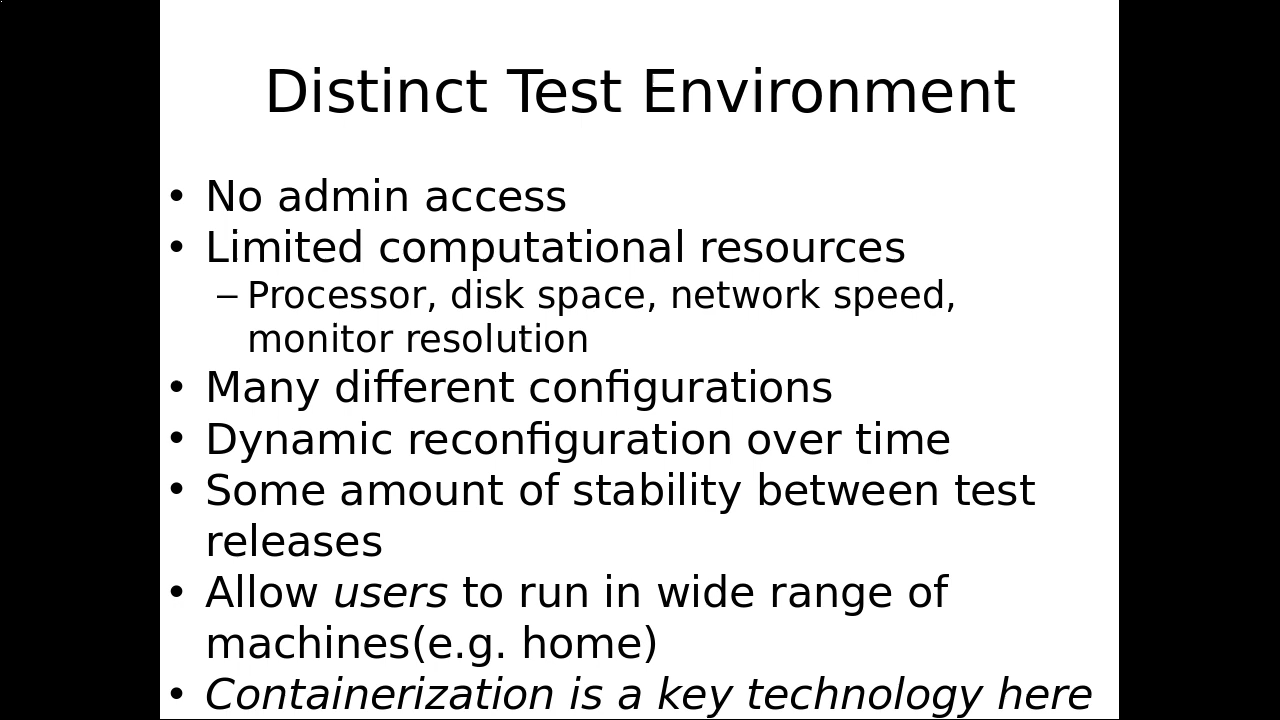 Distinct Test Environment
• No admin access
• Limited computational resources
– Processor, disk space, network speed,
monitor resolution
• Many different configurations
• Dynamic reconfiguration over time
• Some amount of stability between test
releases
• Allow users to run in wide range of
machines(e.g. home)
• Containerization is a key technology here